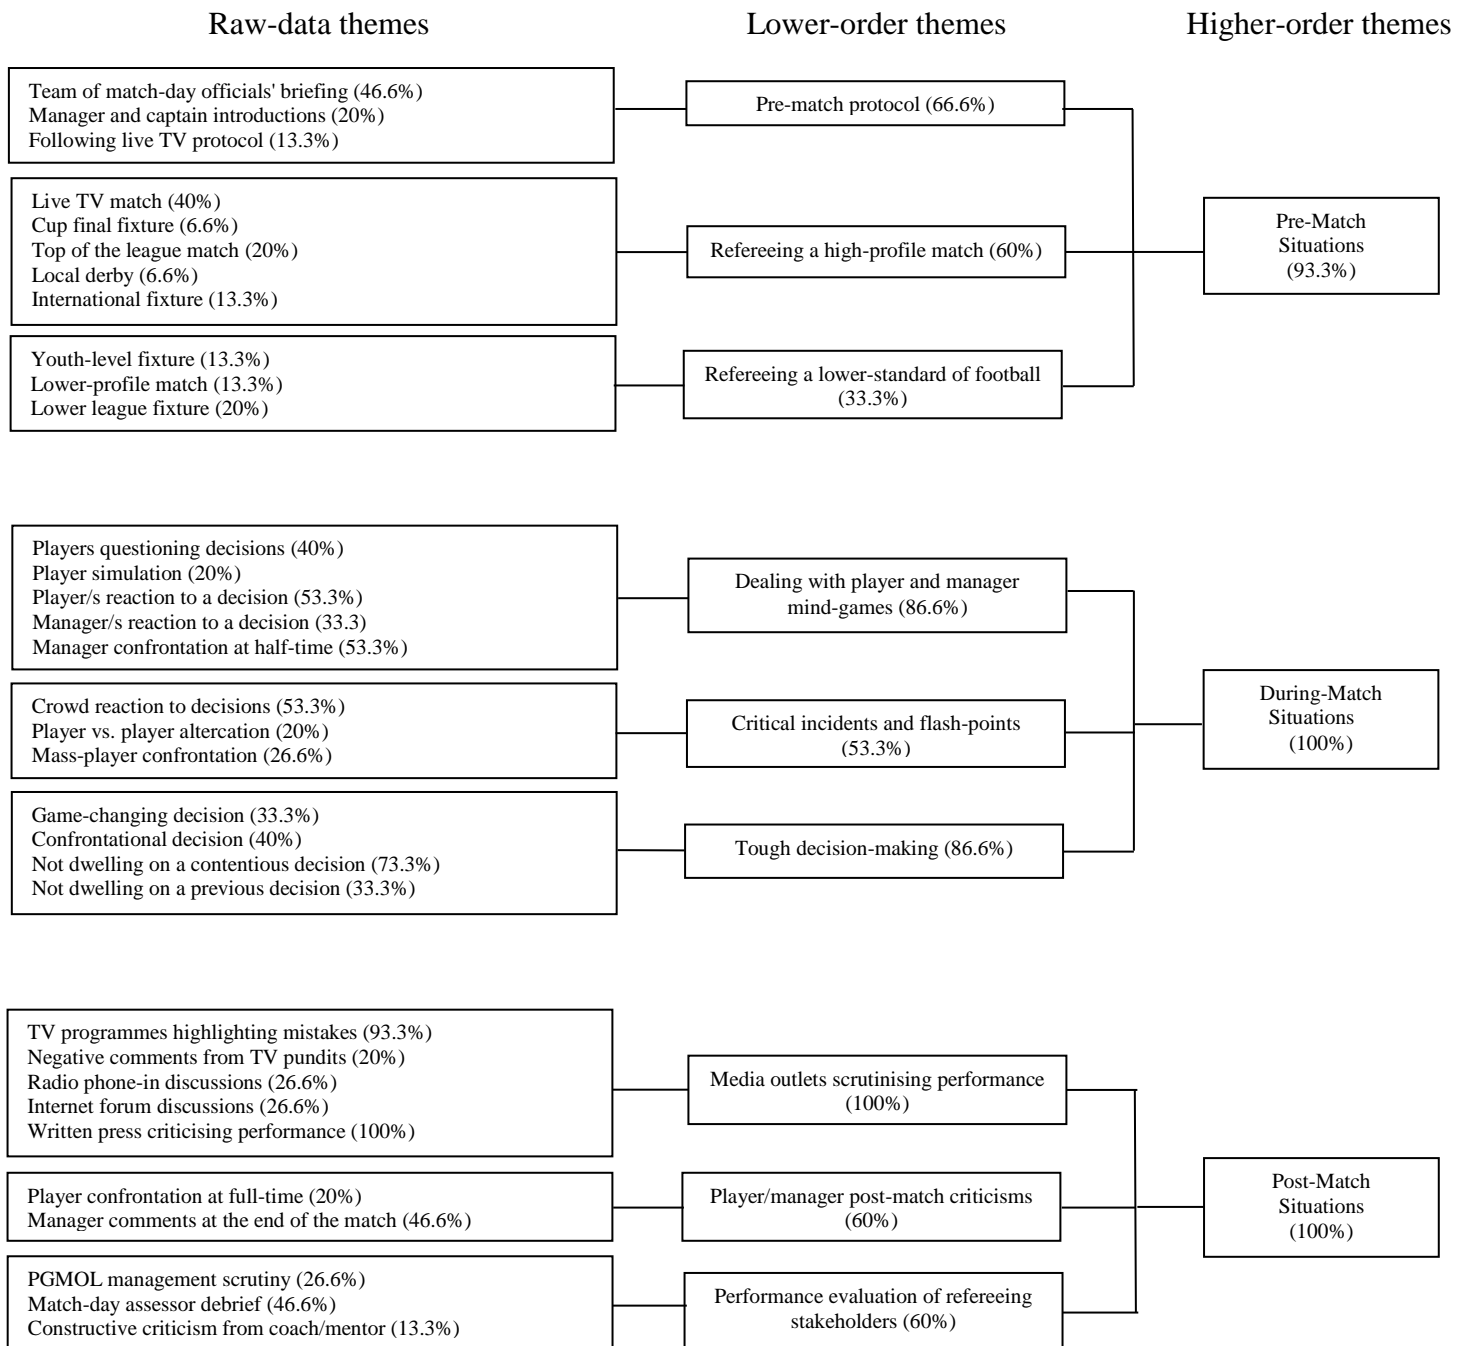 Raw-data themes
Lower-order themes
Higher-order themes
Team of match-day officials' briefing (46.6%)
Manager and captain introductions (20%)
Following live TV protocol (13.3%)
Pre-match protocol (66.6%)
Live TV match (40%)
Cup final fixture (6.6%)
Top of the league match (20%)
Local derby (6.6%)
International fixture (13.3%)
Refereeing a high-profile match (60%)
Youth-level fixture (13.3%)
Lower-profile match (13.3%)
Lower league fixture (20%)
Refereeing a lower-standard of football
(33.3%)
Pre-Match
Situations
(93.3%)
Players questioning decisions (40%)
Player simulation (20%)
Player/s reaction to a decision (53.3%)
Manager/s reaction to a decision (33.3)
Manager confrontation at half-time (53.3%)
Dealing with player and manager
mind-games (86.6%)
Crowd reaction to decisions (53.3%)
Player vs. player altercation (20%)
Mass-player confrontation (26.6%)
Critical incidents and flash-points
(53.3%)
Game-changing decision (33.3%)
Confrontational decision (40%)
Not dwelling on a contentious decision (73.3%)
Not dwelling on a previous decision (33.3%)
Tough decision-making (86.6%)
During-Match
Situations
(100%)
TV programmes highlighting mistakes (93.3%)
Negative comments from TV pundits (20%)
Radio phone-in discussions (26.6%)
Internet forum discussions (26.6%)
Written press criticising performance (100%)
Media outlets scrutinising performance
(100%)
Player confrontation at full-time (20%)
Manager comments at the end of the match (46.6%)
Player/manager post-match criticisms
(60%)
PGMOL management scrutiny (26.6%)
Match-day assessor debrief (46.6%)
Constructive criticism from coach/mentor (13.3%)
Performance evaluation of refereeing
stakeholders (60%)
Post-Match
Situations
(100%)